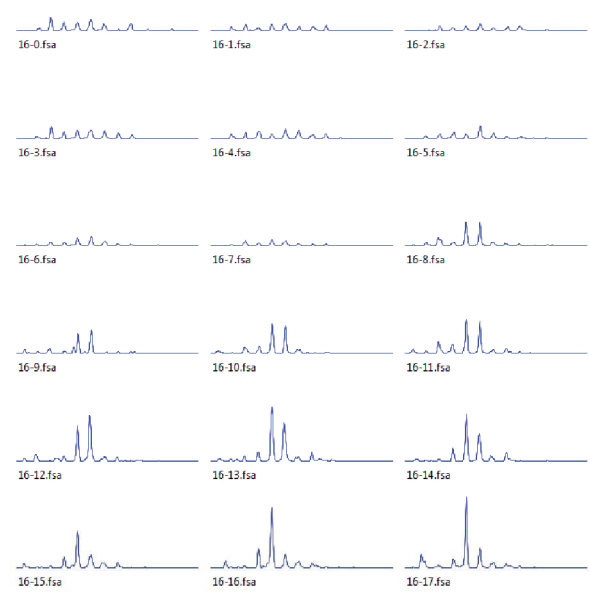 16-0.fsa 16-1.fsa 16-2.fsa
16-3.fsa 16-4.fsa 16-5.fsa
16-6.fsa 16-7.fsa 16-8.fsa
16-9.fsa 16-10.fsa 16-11.fsa
16-12.fsa 16-13.fsa 16-14.fsa
16-15.fsa 16-16.fsa 16-17.fsa